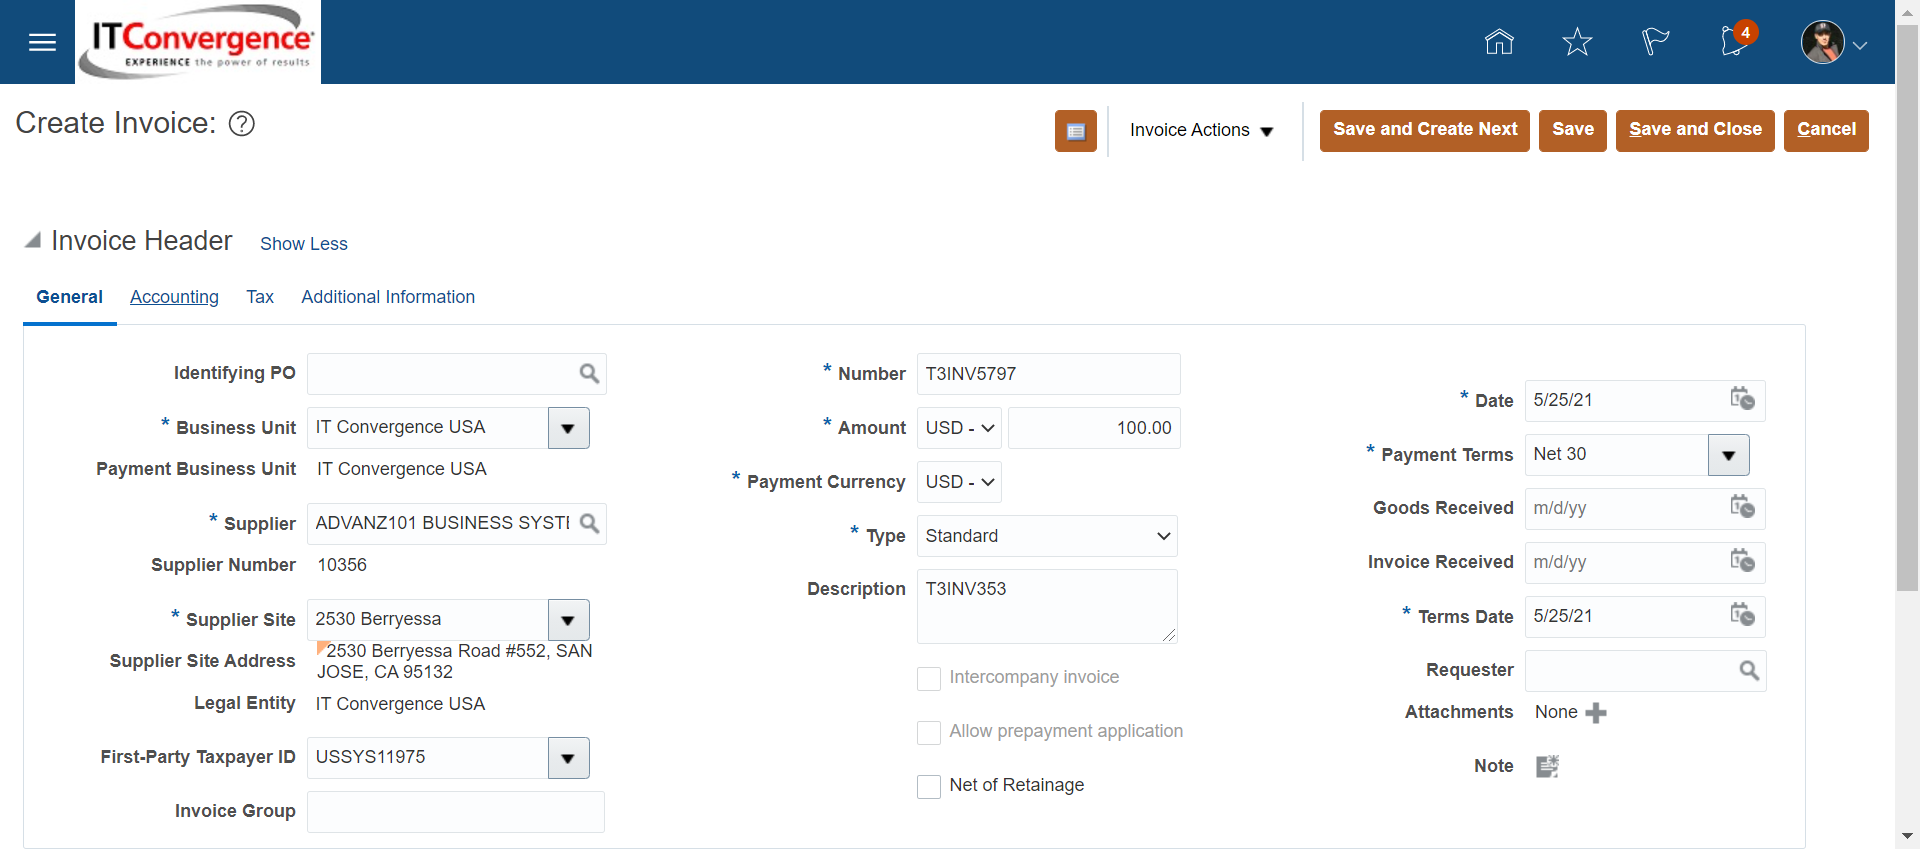 ITConvergence
EXPERIENCE the power of results
4
Create Invoice: ?
Invoice Actions
Save and Create Next
Save
Save and Close
Cancel
Invoice Header Show Less
General Accounting Tax Additional Information
Identifying PO
* Business Unit IT Convergence USA
Payment Business Unit IT Convergence USA
* Supplier ADVANZ101 BUSINESS SYSTE
Supplier Number 10356
* Supplier Site 2530 Berryessa
Supplier Site Address 2530 Berryessa Road #552, SAN
JOSE, CA 95132
Legal Entity IT Convergence USA
First-Party Taxpayer ID USSYS11975
Invoice Group
* Number T3INV5797
* Amount USD - 100.00
* Payment Currency USD -
* Type Standard
Description T3INV353
Intercompany invoice
Allow prepayment application
Net of Retainage
* Date 5/25/21
* Payment Terms Net 30
Goods Received m/d/yy
Invoice Received m/d/yy
* Terms Date 5/25/21
Requester
Attachments None
Note